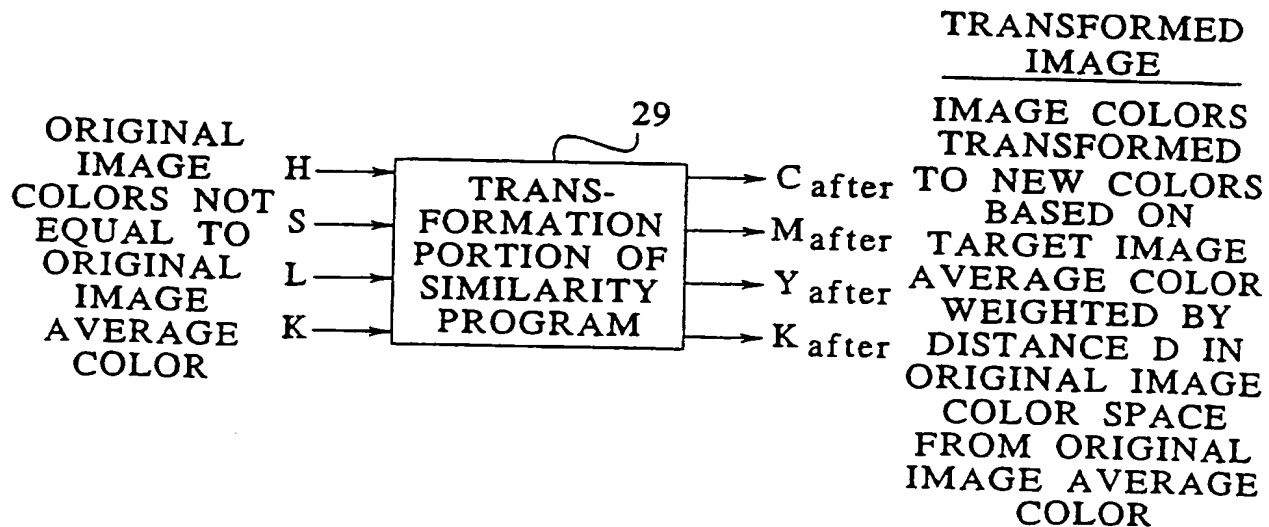 ORIGINAL
IMAGE
COLORS NOT
EQUAL TO
ORIGINAL
IMAGE
AVERAGE
COLOR
H
S
L
K
29
TRANS-
FORMATION
PORTION OF
SIMILARITY
PROGRAM
C after
M after
Y after
K after
TRANSFORMED
IMAGE
IMAGE COLORS
TRANSFORMED
TO NEW COLORS
BASED ON
TARGET IMAGE
AVERAGE COLOR
WEIGHTED BY
DISTANCE D IN
ORIGINAL IMAGE
COLOR SPACE
FROM ORIGINAL
IMAGE AVERAGE
COLOR